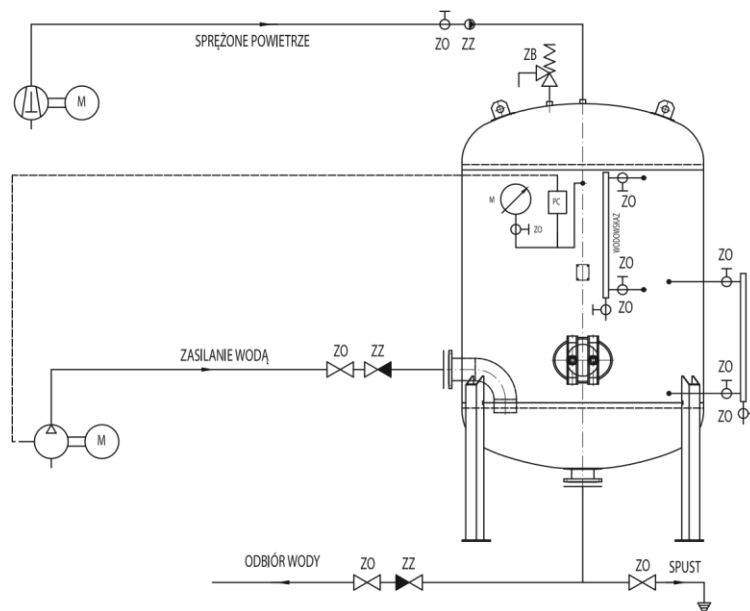 SPRĘŻONE POWIETRZE
ZO
ZZ
ZB
M
M
PC
ZO
ZO
WODOWSKAZ
ZO
ZO
ZO
ZASILANIE WODĄ
ZO
ZZ
ZO
ZO
M
ODBIÓR WODY
ZO
ZZ
ZO
SPUST